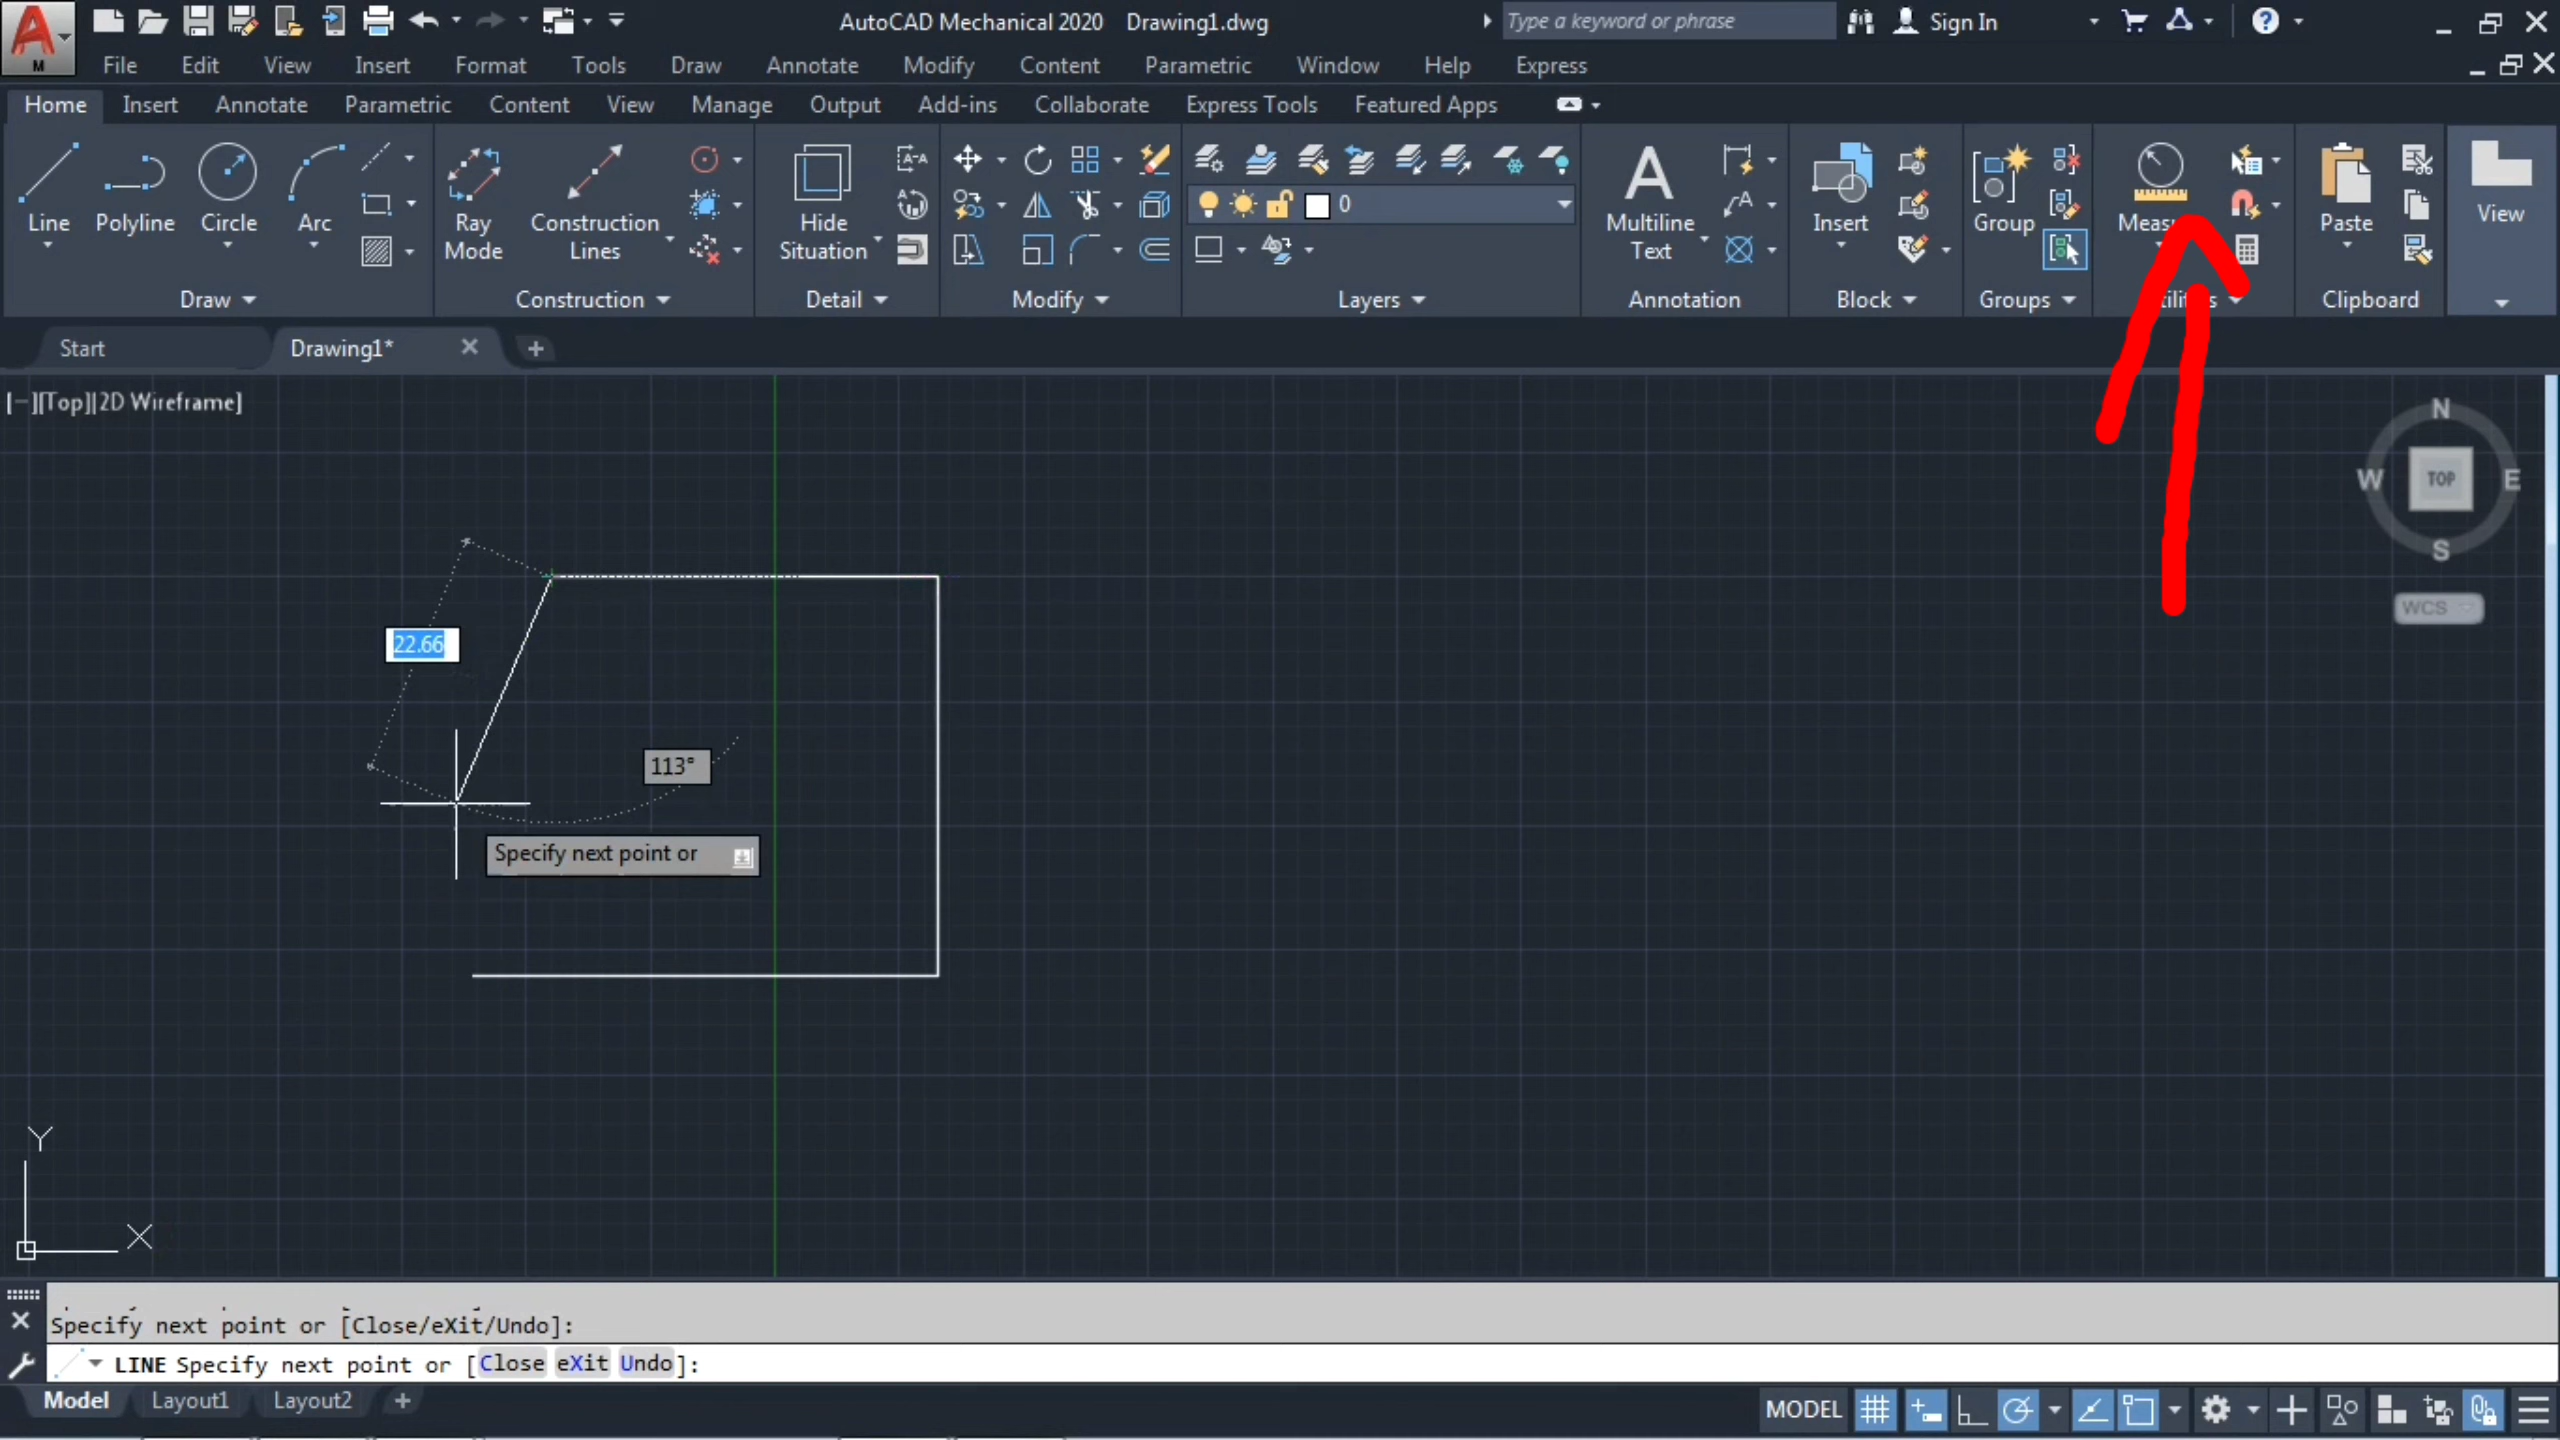 AutoCAD Mechanical 2020 Drawing1.dwg
Type a keyword or phrase
Sign In
M
File Edit View Insert Format Tools Draw Annotate Modify Content Parametric Window Help Express
Home Insert Annotate Parametric Content View Manage Output Add-ins Collaborate Express Tools Featured Apps
Line Polyline Circle Arc
Ray Mode
Construction Lines
Hide Situation
0
Multiline Text
Insert
Group
Paste
View
Draw Construction Detail Modify Layers Annotation Block Groups Clipboard
Start Drawing1*
[−][Top][2D Wireframe]
N
W TOP E
S
WCS
22.66
113°
Specify next point or
Y
X
Specify next point or [Close/eXit/Undo]:
LINE Specify next point or [Close eXit Undo]:
Model Layout1 Layout2
MODEL